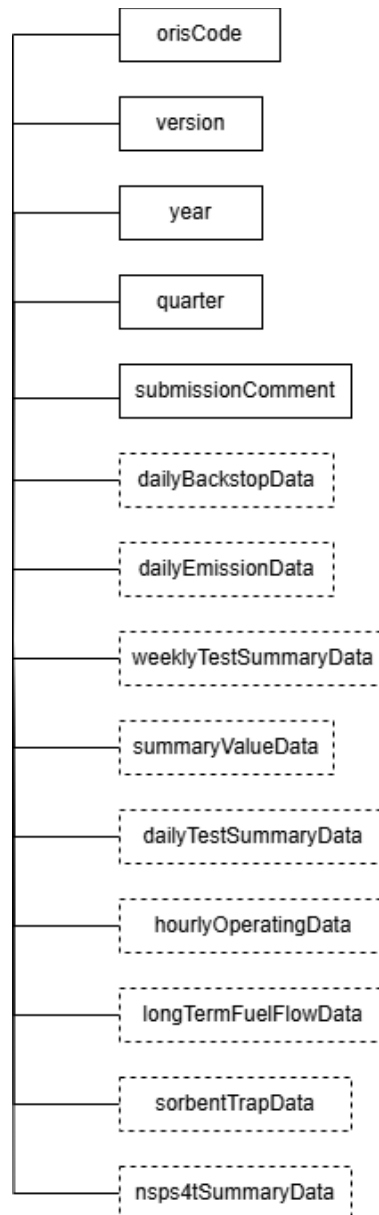 orisCode
version
year
quarter
submissionComment
dailyBackstopData
dailyEmissionData
weeklyTestSummaryData
summaryValueData
dailyTestSummaryData
hourlyOperatingData
longTermFuelFlowData
sorbentTrapData
nsps4tSummaryData